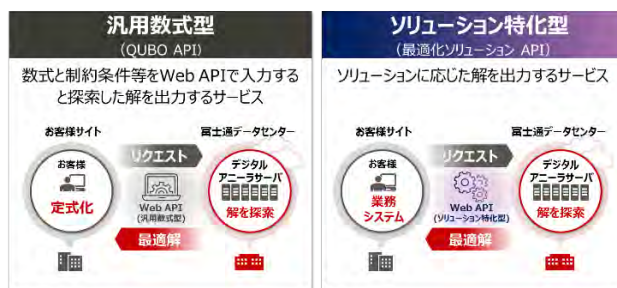 汎用数式型
(QUBO API)
数式と制約条件等をWeb APIで入力する
と探索した解を出力するサービス
お客様サイト
富士通データセンター
お客様
リクエスト
デジタル
アニーラサーバ
定式化
Web API
(汎用数式型)
解を探索
最適解
ソリューション特化型
(最適化ソリューション API)
ソリューションに応じた解を出力するサービス
お客様サイト
富士通データセンター
お客様
リクエスト
デジタル
アニーラサーバ
業務
システム
Web API
(ソリューション特化型)
解を探索
最適解